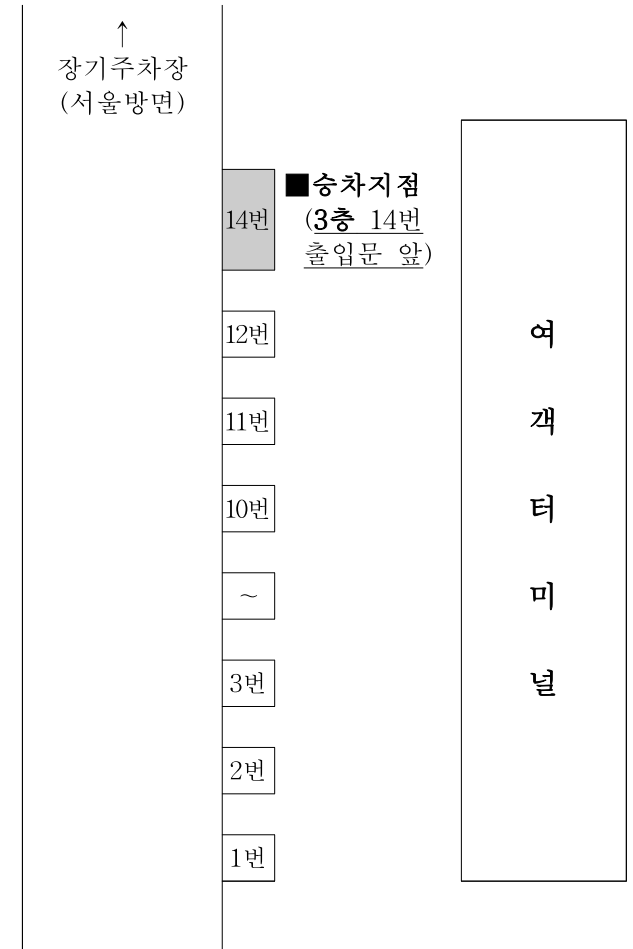 ↑
장기주차장
(서울방면)
■승차지점
14번
(3층 14번
출입문 앞)
12번
11번
10번
~
3번
2번
1번
여
객
터
미
널